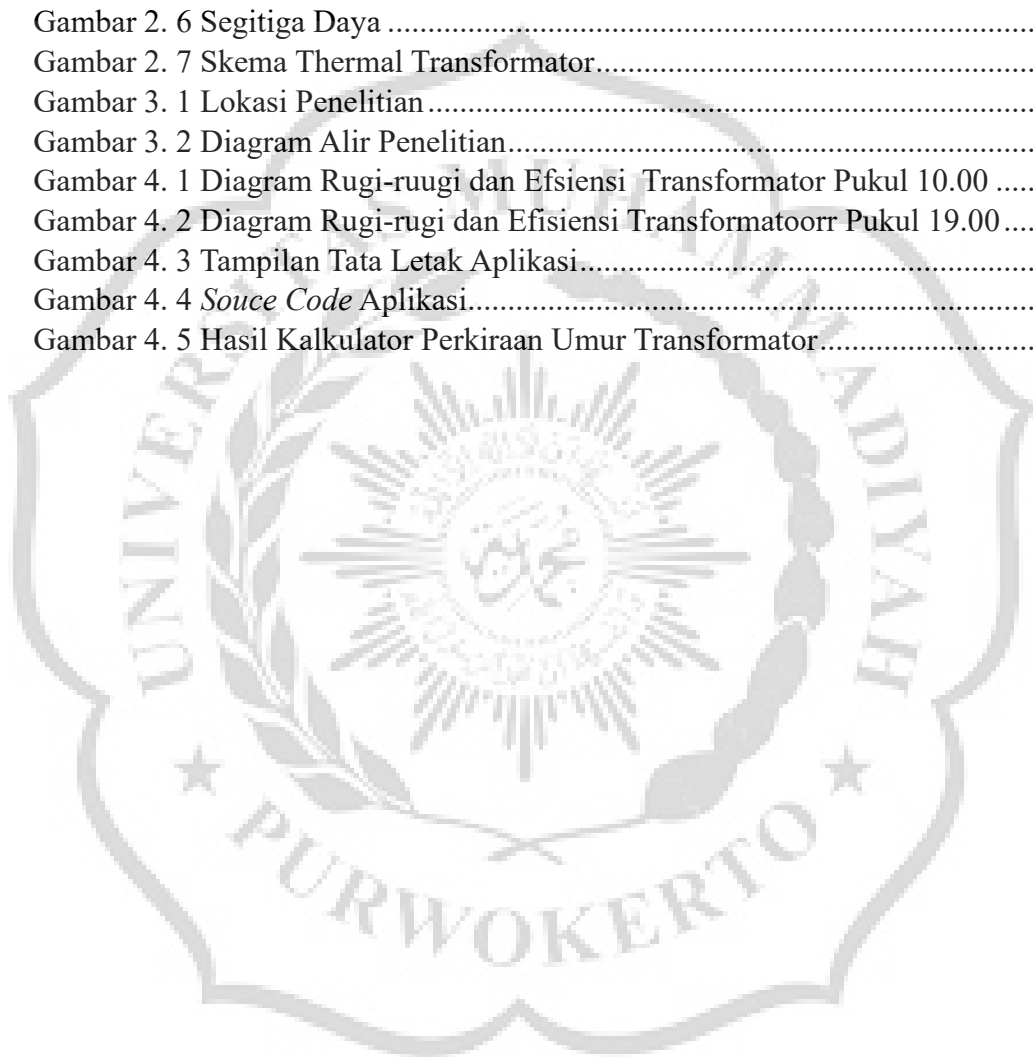 Gambar 2. 6 Segitiga Daya ....................................................................................
Gambar 2. 7 Skema Thermal Transformator.........................................................
Gambar 3. 1 Lokasi Penelitian ...............................................................................
Gambar 3. 2 Diagram Alir Penelitian.....................................................................
Gambar 4. 1 Diagram Rugi-ruugi dan Efsiensi  Transformator Pukul 10.00 .....
Gambar 4. 2 Diagram Rugi-rugi dan Efisiensi Transformatoorr Pukul 19.00 ....
Gambar 4. 3 Tampilan Tata Letak Aplikasi...........................................................
Gambar 4. 4 Souce Code Aplikasi..........................................................................
Gambar 4. 5 Hasil Kalkulator Perkiraan Umur Transformator............................
UNIVERSITAS MUHAMMADIYAH
★ PURWOKERTO ★